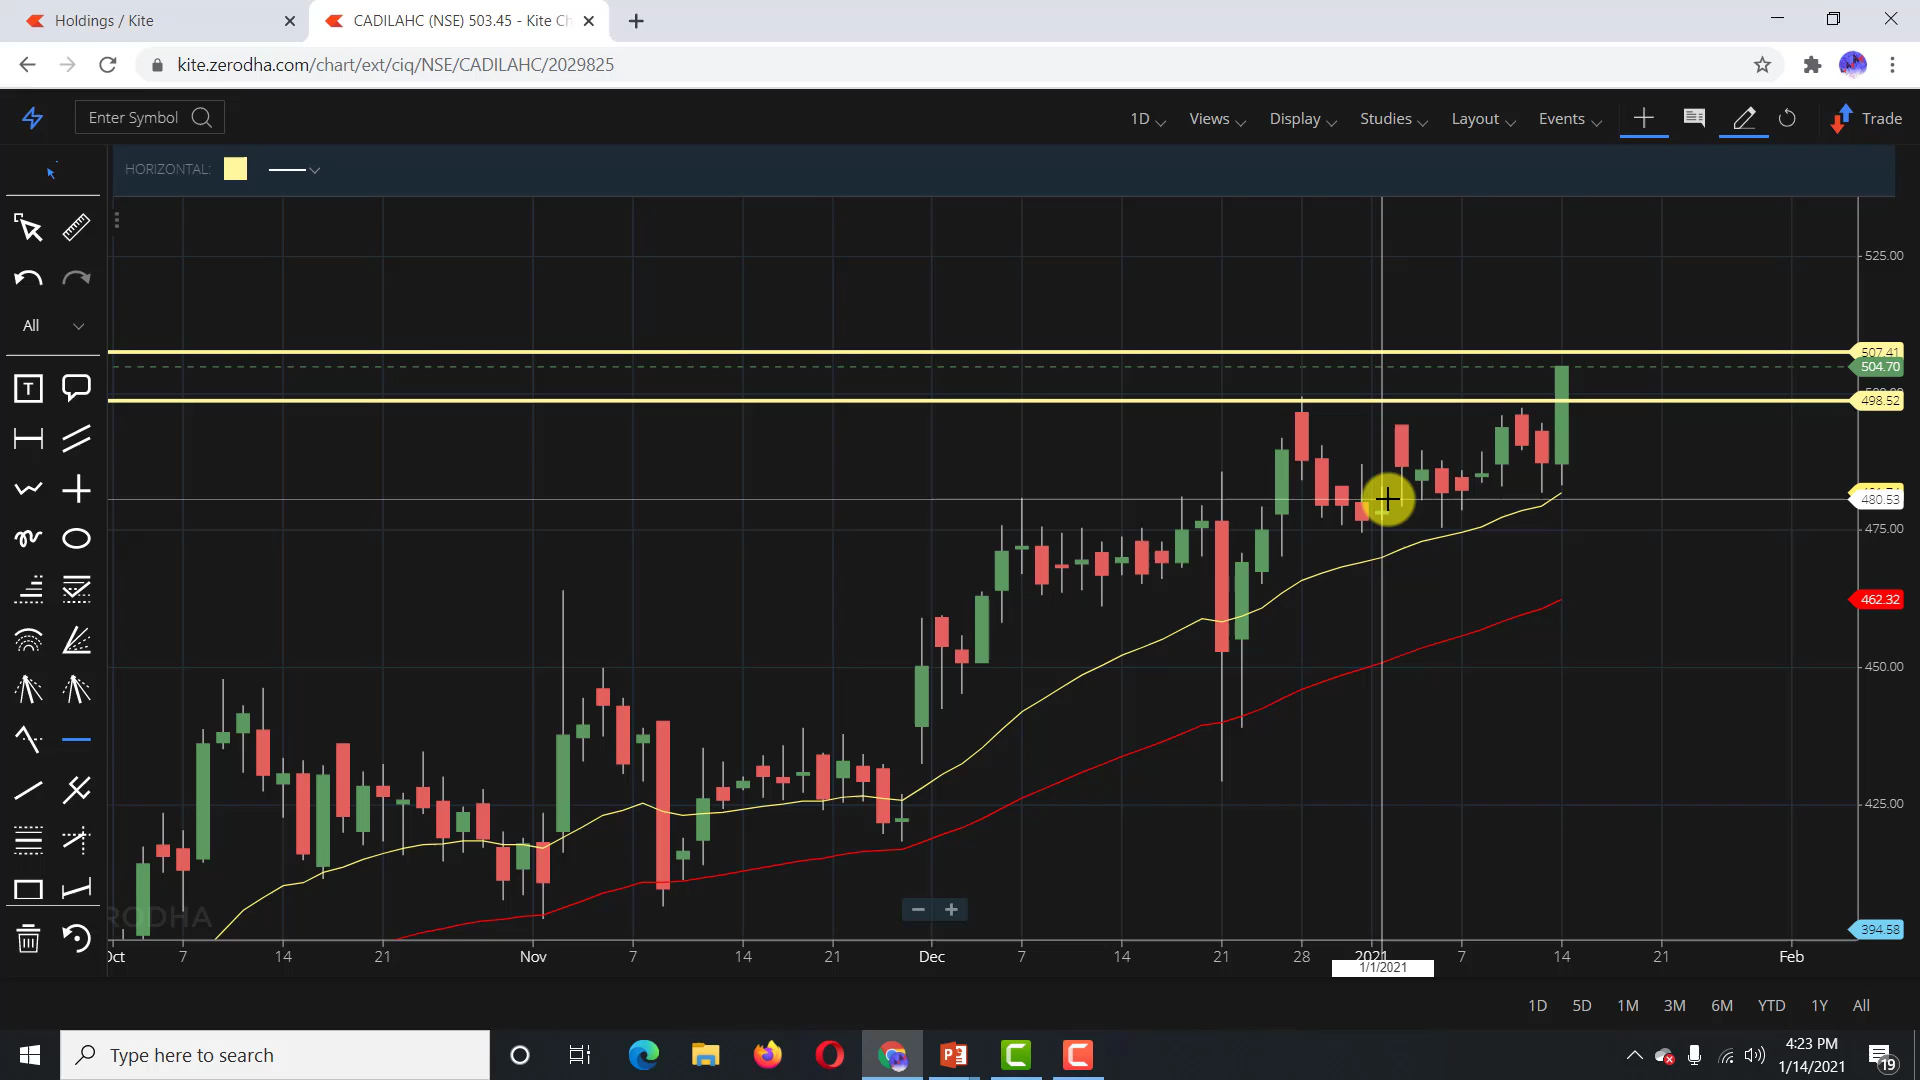 Holdings / Kite
CADILAHC (NSE) 503.45 - Kite Ch
kite.zerodha.com/chart/ext/ciq/NSE/CADILAHC/2029825
Enter Symbol
1D Views Display Studies Layout Events Trade
HORIZONTAL:
All
T
525.00
507.41
504.70
498.52
480.53
475.00
462.32
450.00
425.00
394.58
RODHA
Oct 7 14 21 Nov 7 14 21 Dec 7 14 21 28 2021 7 14 21 Feb
1/1/2021
1D 5D 1M 3M 6M YTD 1Y All
Type here to search
4:23 PM
1/14/2021
19